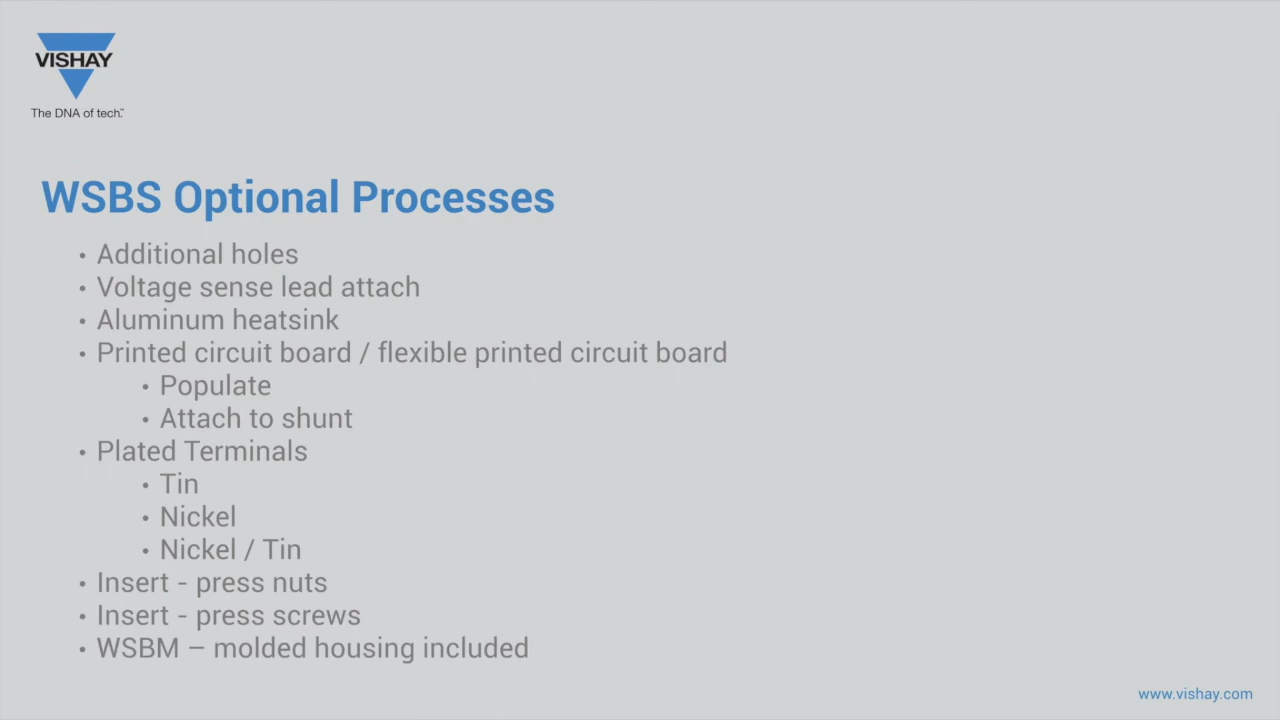 VISHAY
The DNA of tech™
WSBS Optional Processes
• Additional holes
• Voltage sense lead attach
• Aluminum heatsink
• Printed circuit board / flexible printed circuit board
• Populate
• Attach to shunt
• Plated Terminals
• Tin
• Nickel
• Nickel / Tin
• Insert - press nuts
• Insert - press screws
• WSBM – molded housing included
www.vishay.com